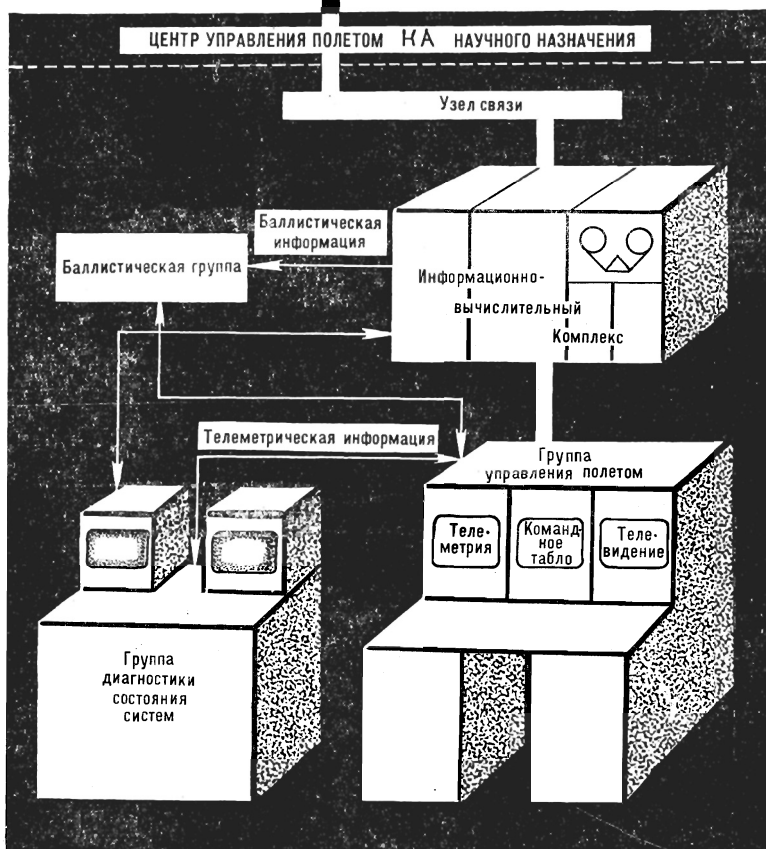 ЦЕНТР УПРАВЛЕНИЯ ПОЛЕТОМ КА НАУЧНОГО НАЗНАЧЕНИЯ
Узел связи
Баллистическая
информация
Баллистическая группа
Информационно-
вычислительный
Комплекс
Телеметрическая информация
Группа
управления полетом
Теле-
метрия
Команд-
ное
табло
Теле-
видение
Группа
диагностики
состояния
систем